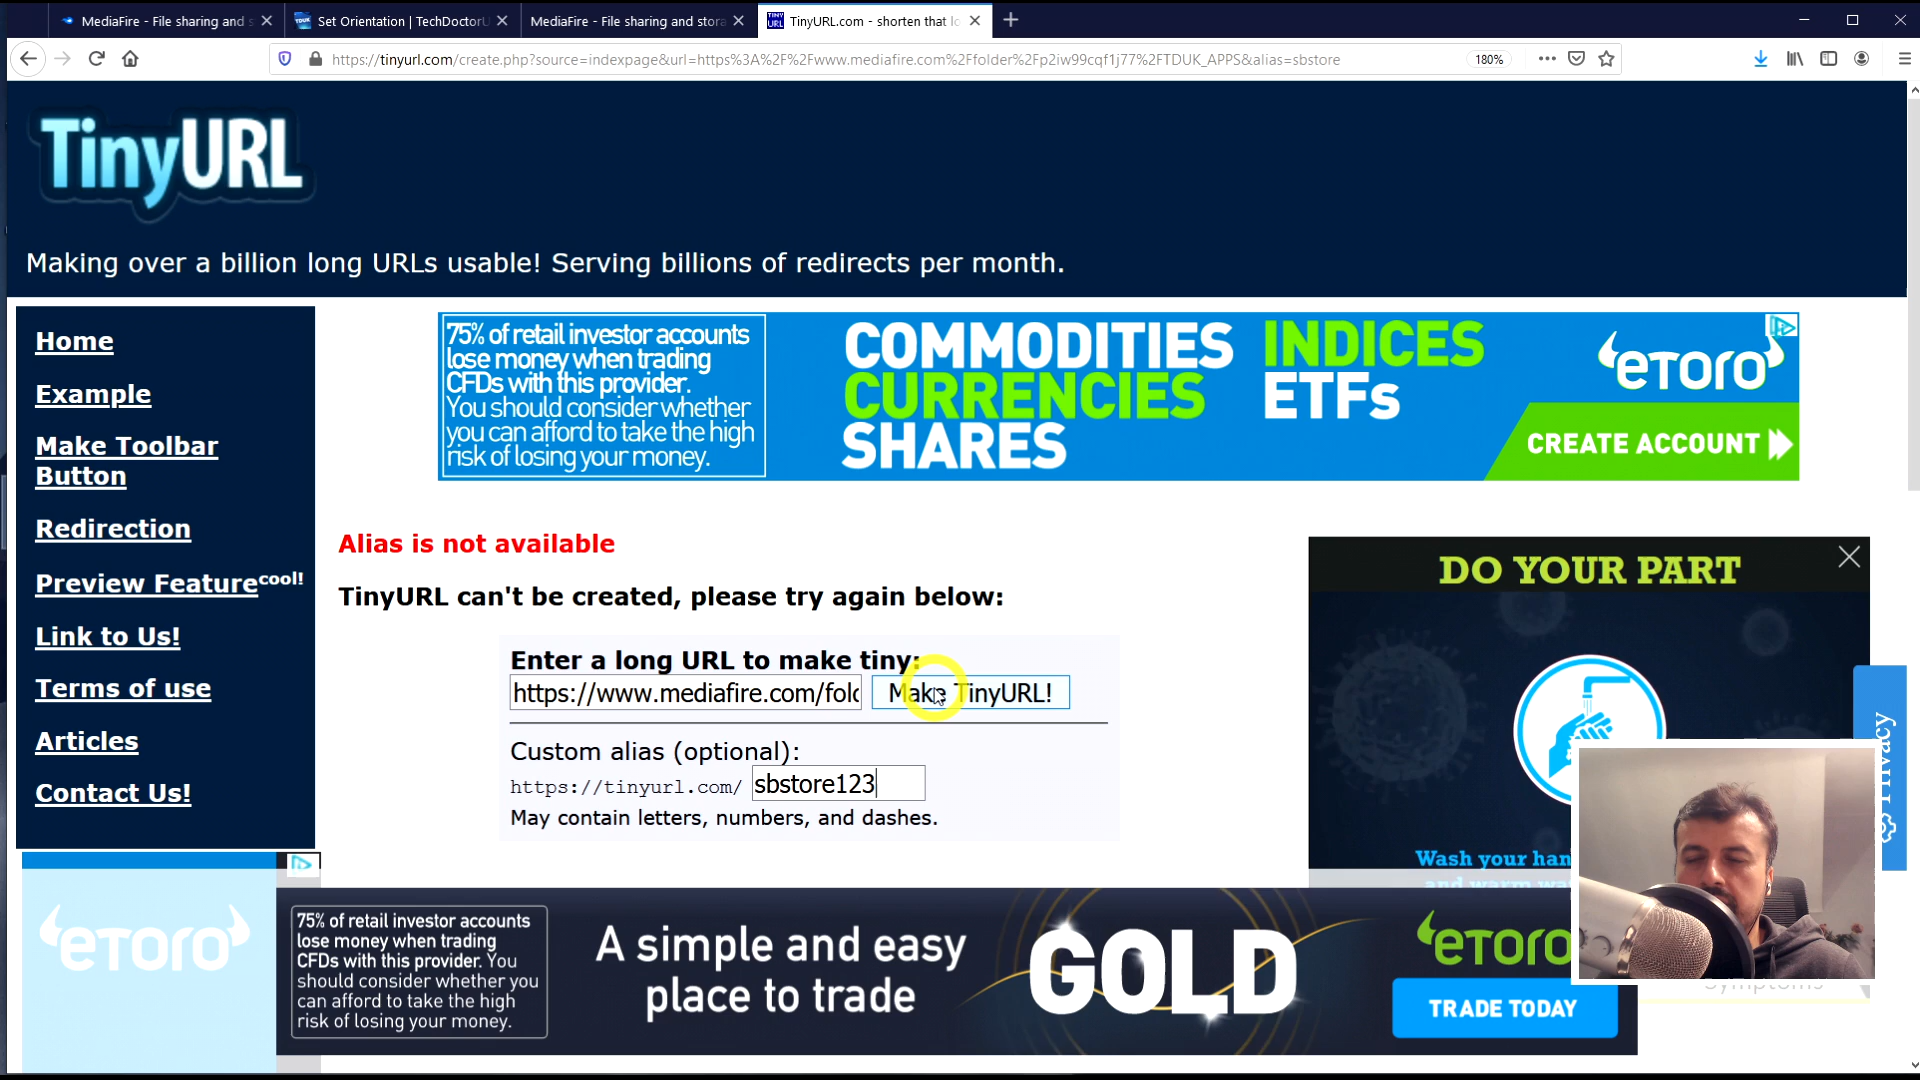 MediaFire - File sharing and s
Set Orientation | TechDoctorU
MediaFire - File sharing and stora
TinyURL.com - shorten that lo
https://tinyurl.com/create.php?source=indexpage&url=https%3A%2F%2Fwww.mediafire.com%2Ffolder%2Fp2iw99cqf1j77%2FTDUK_APPS&alias=sbstore
180%
TinyURL
Making over a billion long URLs usable! Serving billions of redirects per month.
Home
Example
Make Toolbar
Button
Redirection
Preview Feature cool!
Link to Us!
Terms of use
Articles
Contact Us!
75% of retail investor accounts
lose money when trading
CFDs with this provider.
You should consider whether
you can afford to take the high
risk of losing your money.
COMMODITIES
CURRENCIES
SHARES
INDICES
ETFs
etoro
CREATE ACCOUNT
Alias is not available
TinyURL can't be created, please try again below:
Enter a long URL to make tiny:
https://www.mediafire.com/fold
Make TinyURL!
Custom alias (optional):
https://tinyurl.com/ sbstore123
May contain letters, numbers, and dashes.
DO YOUR PART
Wash your han
Privacy
etoro
75% of retail investor accounts
lose money when trading
CFDs with this provider. You
should consider whether you
can afford to take the high
risk of losing your money.
A simple and easy
place to trade
GOLD
etoro
TRADE TODAY